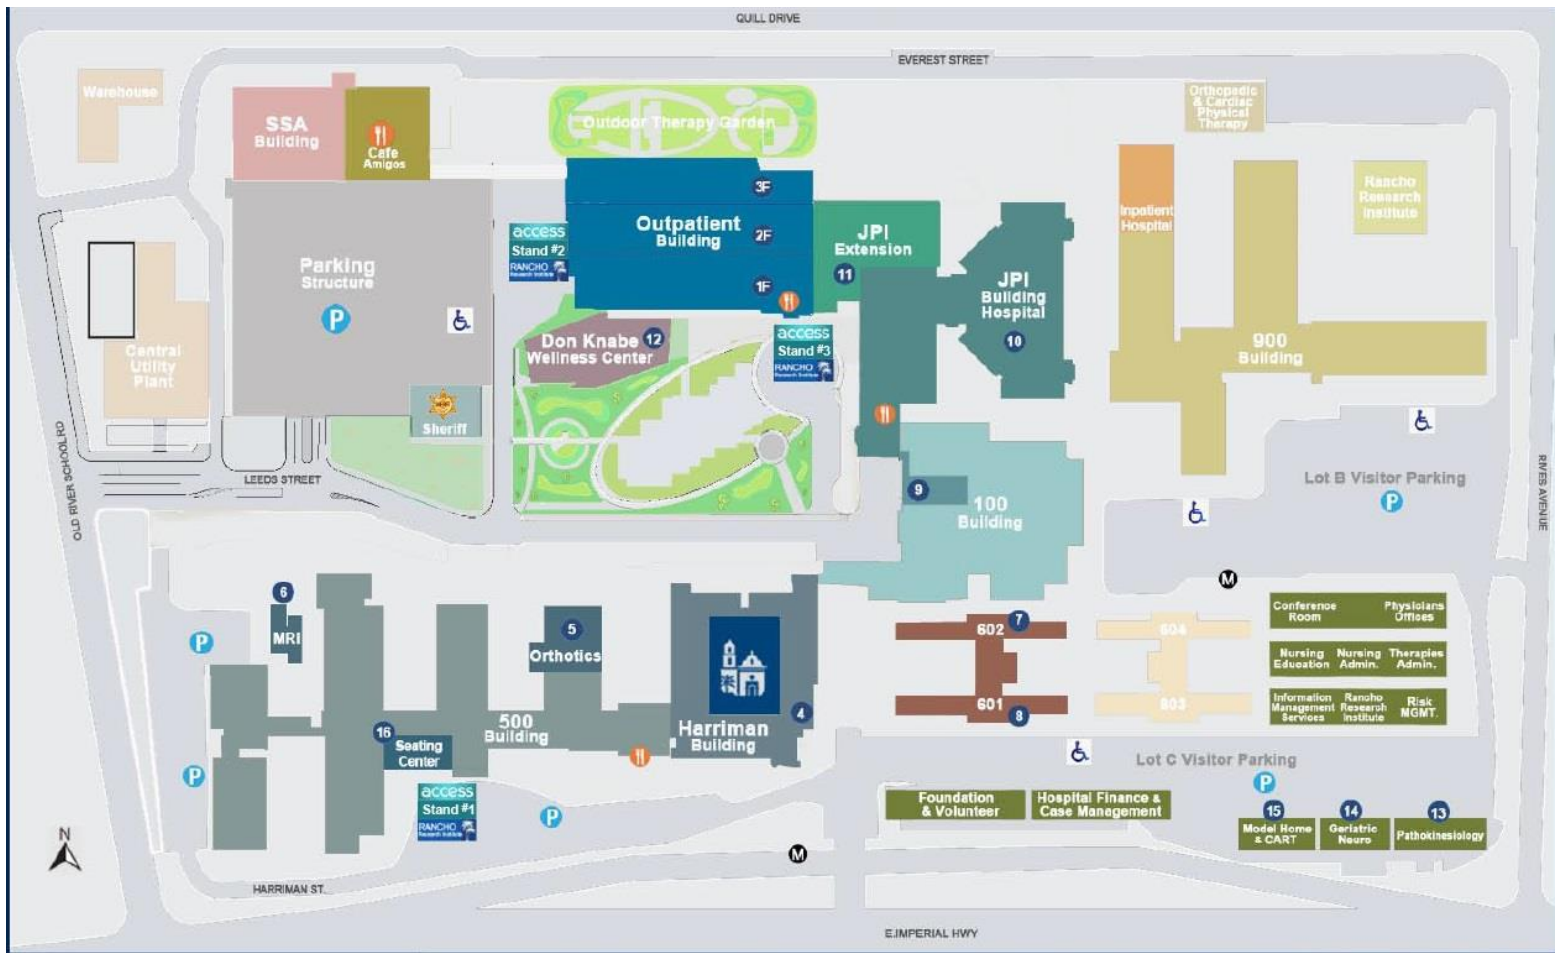 QUILL DRIVE
EVEREST STREET
Warehouse
SSA
Building
Cafe
Amigos
Outdoor Therapy Garden
Orthopedic
& Cardiac
Physical
Therapy
3F
Outpatient
Building
2F
1F
access
Stand #2
RANCHO
Research Institute
JPI
Extension
11
Inpatient
Hospital
Rancho
Research
Institute
Parking
Structure
P
JPI
Building
Hospital
10
900
Building
Central
Utility
Plant
Don Knabe
Wellness Center
12
access
Stand #3
RANCHO
Research Institute
Sheriff
OLD RIVER SCHOOL RD
LEEDS STREET
9
100
Building
Lot B Visitor Parking
P
RIVES AVENUE
M
6
MRI
P
5
Orthotics
4
Harriman
Building
500
Building
16
Seating
Center
P
access
Stand #1
RANCHO
Research Institute
P
602
7
601
8
604
603
Conference
Room
Physicians
Offices
Nursing
Education
Nursing
Admin.
Therapies
Admin.
Information
Management
Services
Rancho
Research
Institute
Risk
MGMT.
Lot C Visitor Parking
P
Foundation
& Volunteer
Hospital Finance &
Case Management
15
Model Home
& CART
14
Geriatric
Neuro
13
Pathokinesiology
N
M
HARRIMAN ST.
E.IMPERIAL HWY